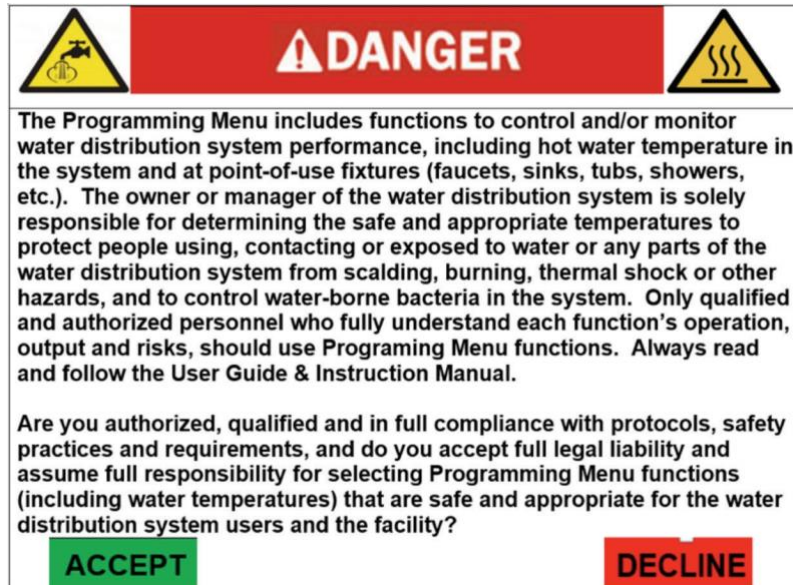 DANGER
The Programming Menu includes functions to control and/or monitor
water distribution system performance, including hot water temperature in
the system and at point-of-use fixtures (faucets, sinks, tubs, showers,
etc.).  The owner or manager of the water distribution system is solely
responsible for determining the safe and appropriate temperatures to
protect people using, contacting or exposed to water or any parts of the
water distribution system from scalding, burning, thermal shock or other
hazards, and to control water-borne bacteria in the system.  Only qualified
and authorized personnel who fully understand each function's operation,
output and risks, should use Programing Menu functions.  Always read
and follow the User Guide & Instruction Manual.
Are you authorized, qualified and in full compliance with protocols, safety
practices and requirements, and do you accept full legal liability and
assume full responsibility for selecting Programming Menu functions
(including water temperatures) that are safe and appropriate for the water
distribution system users and the facility?
ACCEPT DECLINE